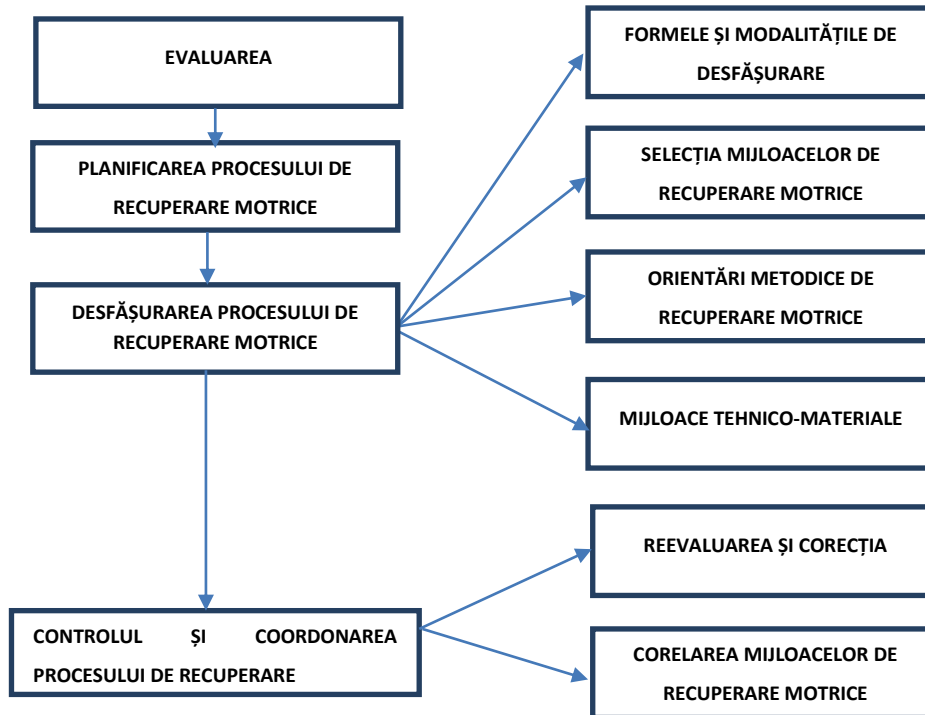 EVALUAREA
PLANIFICAREA PROCESULUI DE
RECUPERARE MOTRICE
DESFĂȘURAREA PROCESULUI DE
RECUPERARE MOTRICE
CONTROLUL ȘI COORDONAREA
PROCESULUI DE RECUPERARE
FORMELE ȘI MODALITĂȚILE DE
DESFĂȘURARE
SELECȚIA MIJLOACELOR DE
RECUPERARE MOTRICE
ORIENTĂRI METODICE DE
RECUPERARE MOTRICE
MIJLOACE TEHNICO-MATERIALE
REEVALUAREA ȘI CORECȚIA
CORELAREA MIJLOACELOR DE
RECUPERARE MOTRICE